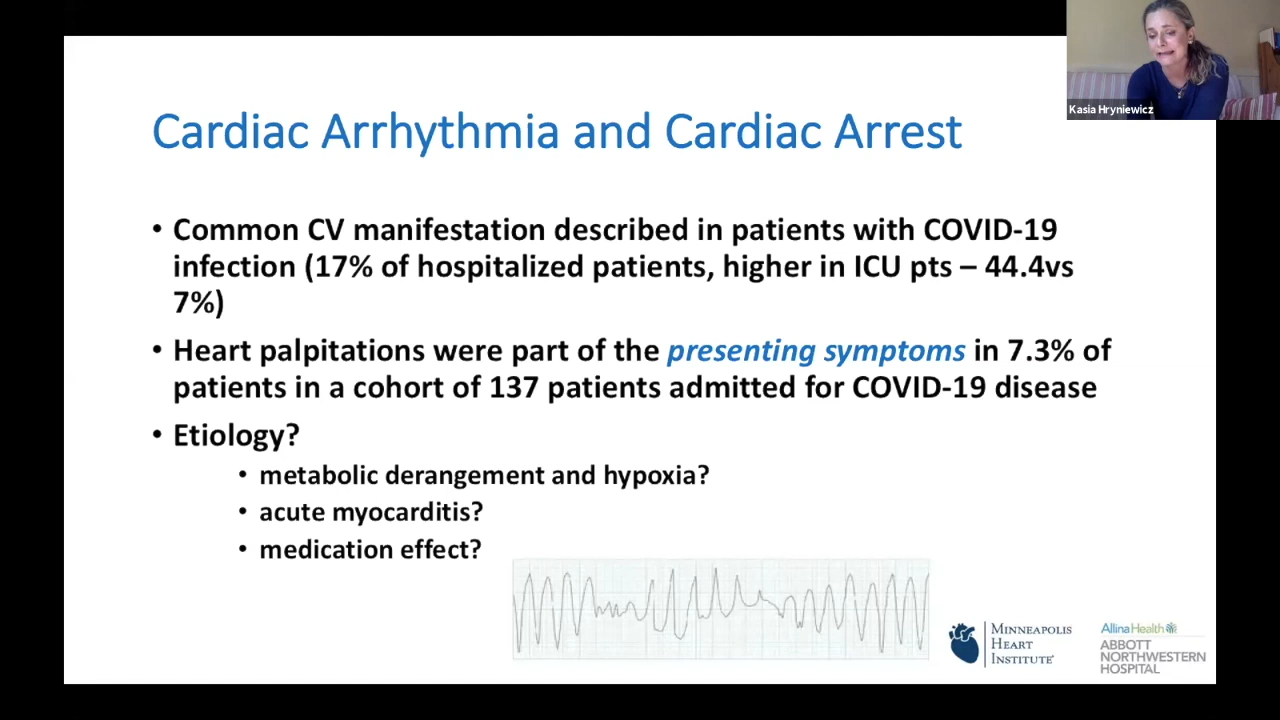 Kasia Hryniewicz
Cardiac Arrhythmia and Cardiac Arrest
• Common CV manifestation described in patients with COVID-19
infection (17% of hospitalized patients, higher in ICU pts – 44.4vs
7%)
• Heart palpitations were part of the presenting symptoms in 7.3% of
patients in a cohort of 137 patients admitted for COVID-19 disease
• Etiology?
• metabolic derangement and hypoxia?
• acute myocarditis?
• medication effect?
MINNEAPOLIS
HEART
INSTITUTE®
Allina Health
ABBOTT
NORTHWESTERN
HOSPITAL